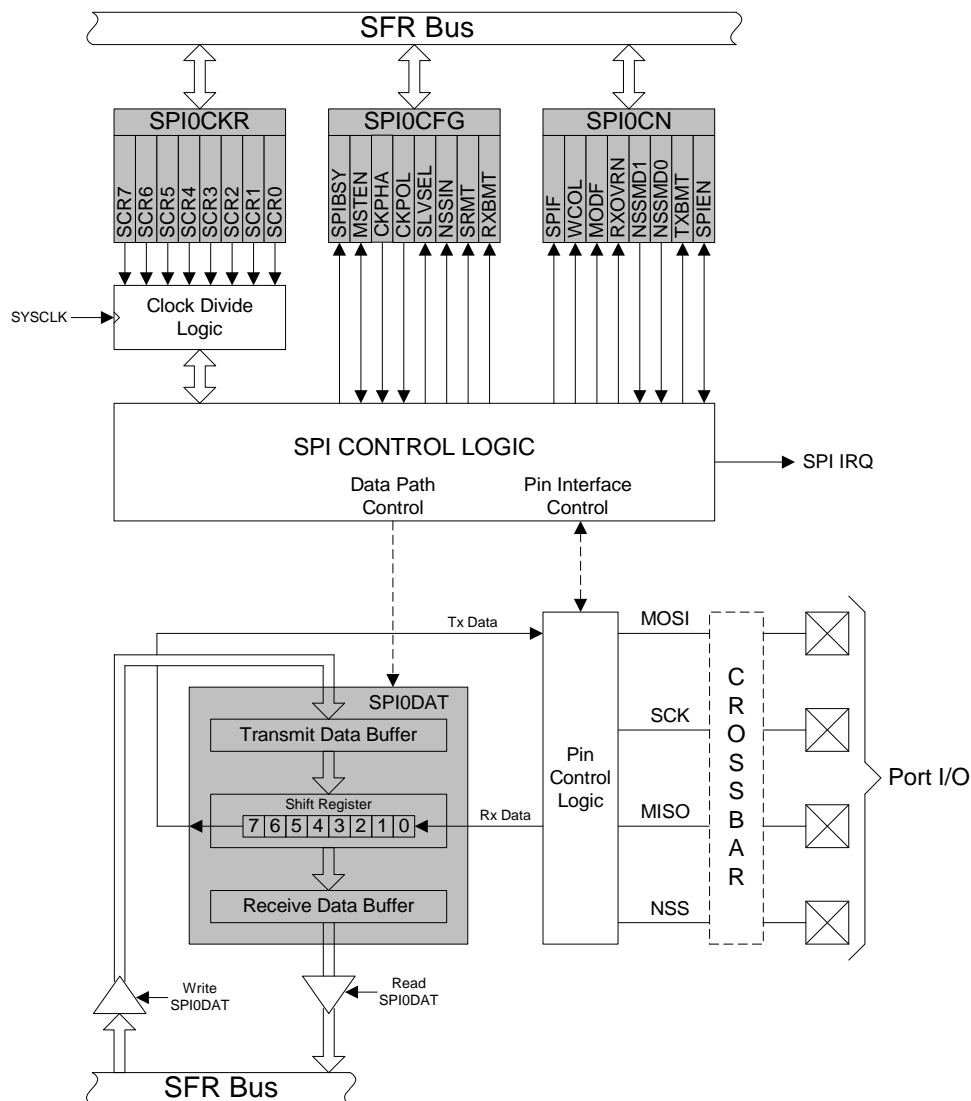 SFR Bus
SPI0CKR
SCR7
SCR6
SCR5
SCR4
SCR3
SCR2
SCR1
SCR0
SPI0CFG
SPIBSY
MSTEN
CKPHA
CKPOL
SLVSEL
NSSIN
SRMT
RXBMT
SPI0CN
SPIF
WCOL
MODF
RXOVRN
NSSMD1
NSSMD0
TXBMT
SPIEN
SYSCLK
Clock Divide
Logic
SPI CONTROL LOGIC
SPI IRQ
Data Path
Control
Pin Interface
Control
Tx Data
MOSI
SPI0DAT
Transmit Data Buffer
SCK
Shift Register
7 6 5 4 3 2 1 0
Rx Data
Pin
Control
Logic
MISO
CROSSBAR
Port I/O
Receive Data Buffer
NSS
Write
SPI0DAT
Read
SPI0DAT
SFR Bus